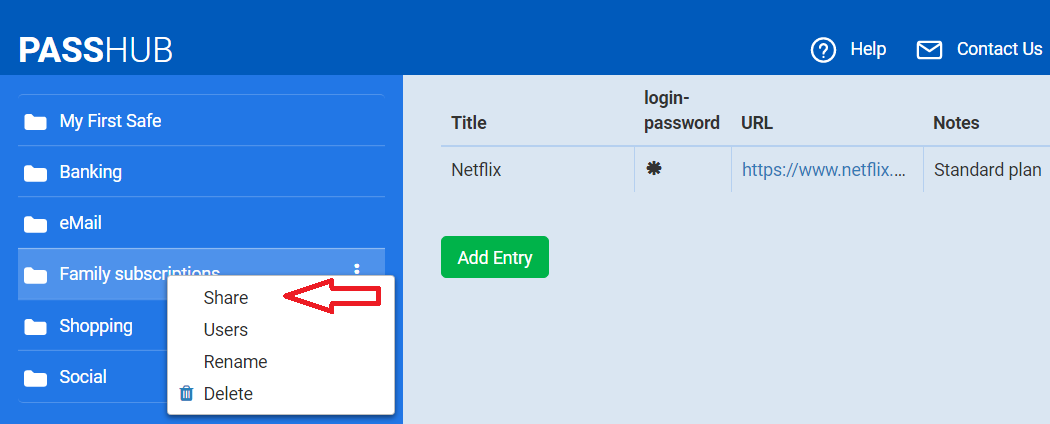 PASSHUB
Help
Contact Us
My First Safe
Banking
eMail
Family subscriptions
Shopping
Social
Share
Users
Rename
Delete
Title
login-
password
URL
Notes
Netflix
https://www.netflix....
Standard plan
Add Entry